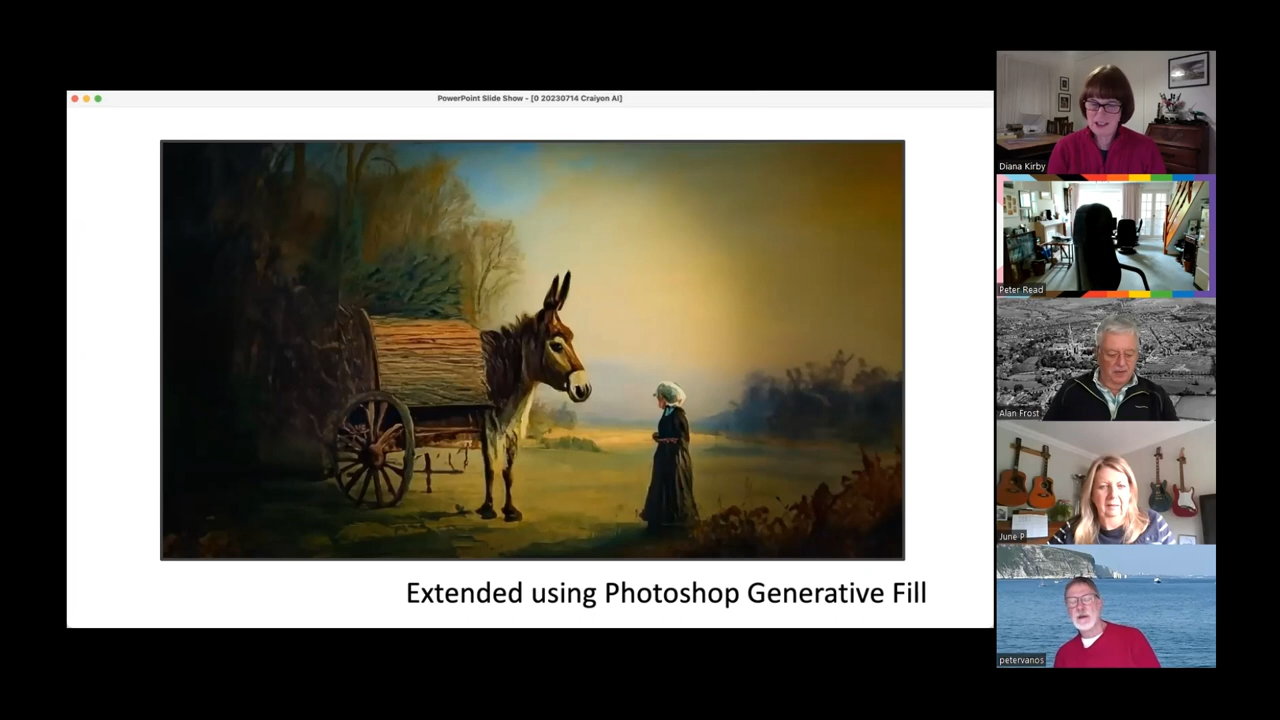 PowerPoint Slide Show - [0 20230714 Craiyon AI]
Extended using Photoshop Generative Fill
Diana Kirby
Peter Read
Alan Frost
June P
petervanos